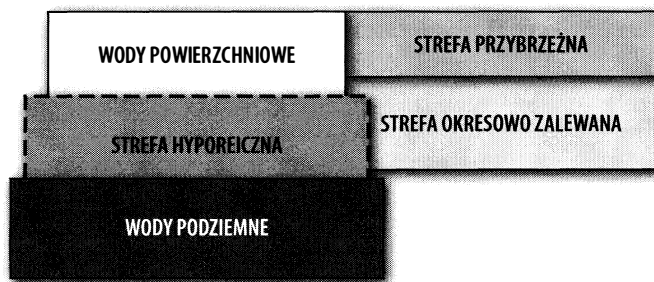 WODY POWIERZCHNIOWE
STREFA PRZYBRZEŻNA
STREFA HYPOREICZNA
STREFA OKRESOWO ZALEWANA
WODY PODZIEMNE